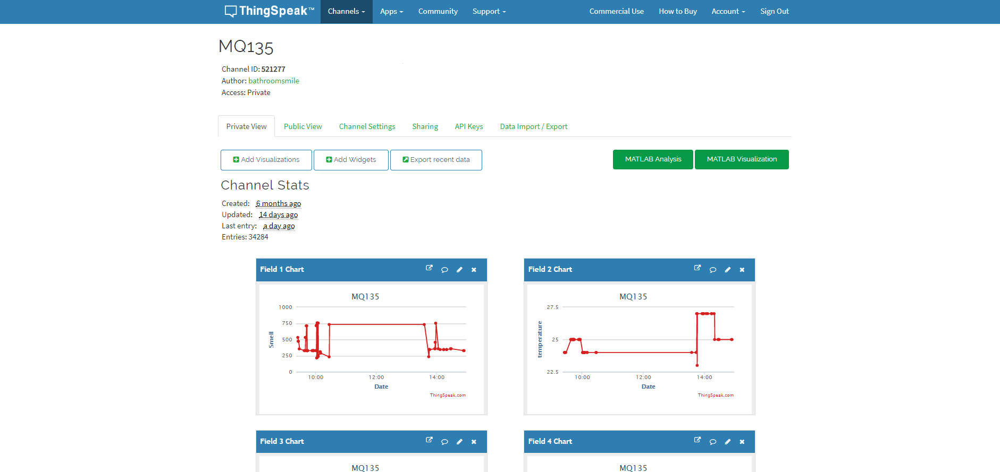 ThingSpeak™ Channels Apps Community Support Commercial Use How to Buy Account Sign Out
MQ135
Channel ID: 521277
Author: bathroomsmile
Access: Private
Private View Public View Channel Settings Sharing API Keys Data Import / Export
Add Visualizations Add Widgets Export recent data MATLAB Analysis MATLAB Visualization
Channel Stats
Created: 6 months ago
Updated: 14 days ago
Last entry: a day ago
Entries: 34284
Field 1 Chart
MQ135
Smell
1000
750
500
250
0
10:00 12:00 14:00
Date
ThingSpeak.com
Field 2 Chart
MQ135
temperature
27.5
25
22.5
10:00 12:00 14:00
Date
ThingSpeak.com
Field 3 Chart
MQ135
Field 4 Chart
MQ135